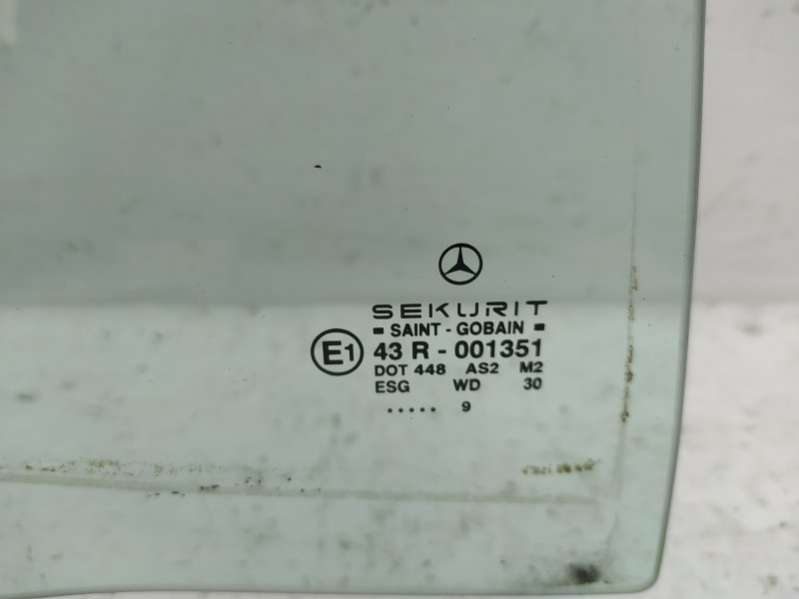 SEKURIT
SAINT - GOBAIN
E1 43 R - 001351
DOT 448 AS2 M2
ESG WD 30
..... 9